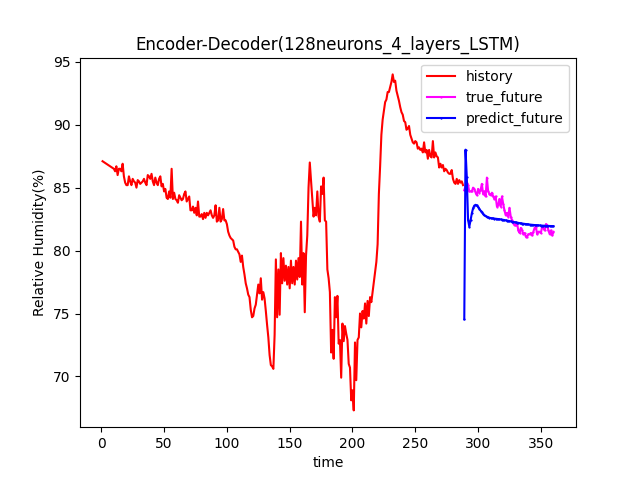 Encoder-Decoder(128neurons_4_layers_LSTM)
history
true_future
predict_future
Relative Humidity(%)
95
90
85
80
75
70
0
50
100
150
200
250
300
350
time